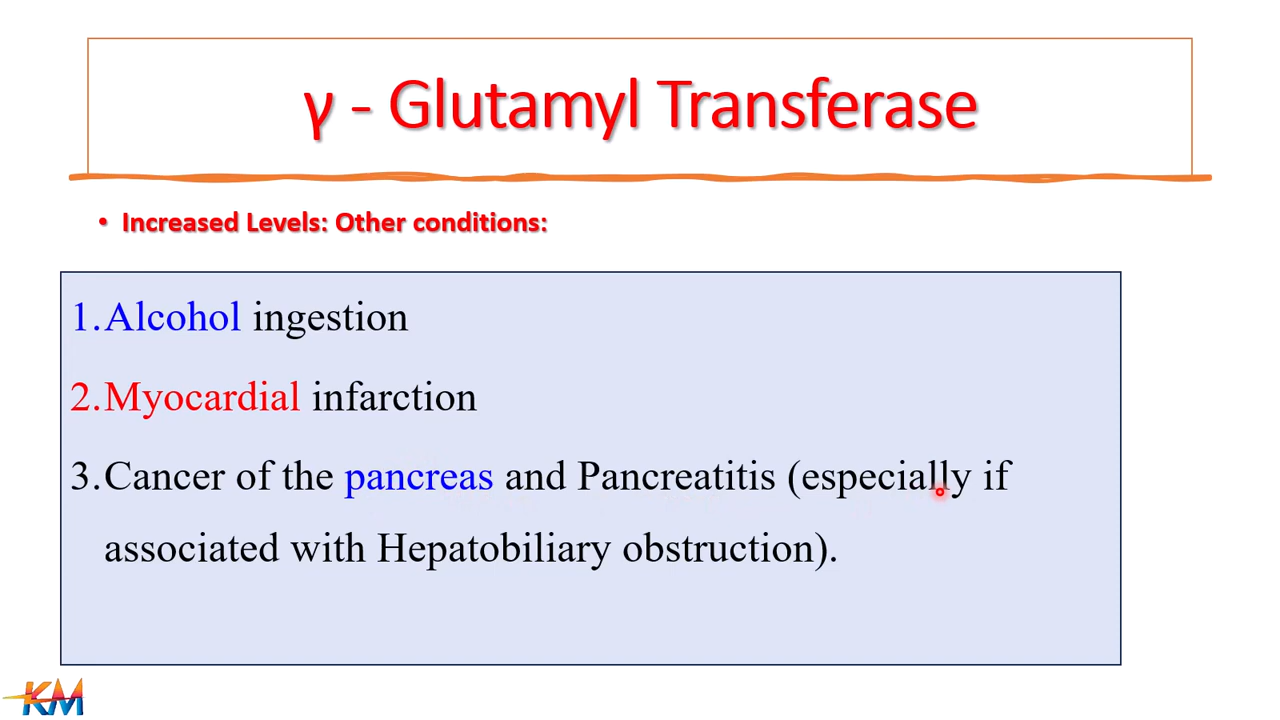 γ - Glutamyl Transferase
• Increased Levels: Other conditions:
1. Alcohol ingestion
2. Myocardial infarction
3. Cancer of the pancreas and Pancreatitis (especially if
associated with Hepatobiliary obstruction).
KM